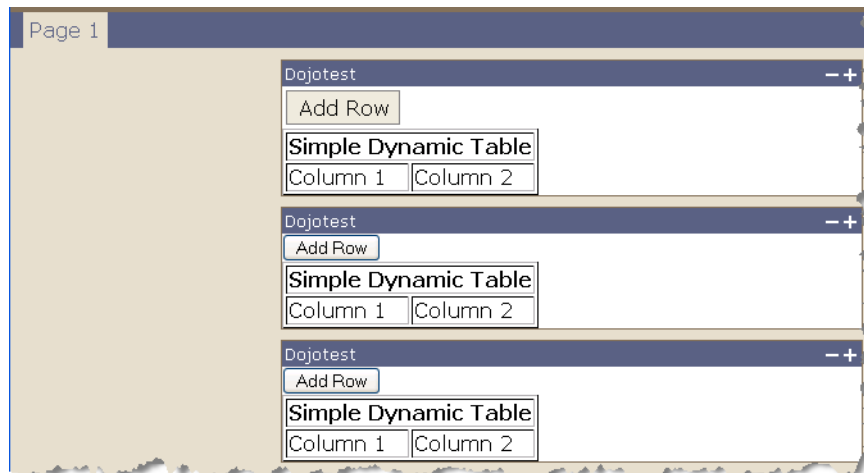 Page 1
Dojotest
Add Row
Simple Dynamic Table
Column 1 Column 2
Dojotest
Add Row
Simple Dynamic Table
Column 1 Column 2
Dojotest
Add Row
Simple Dynamic Table
Column 1 Column 2